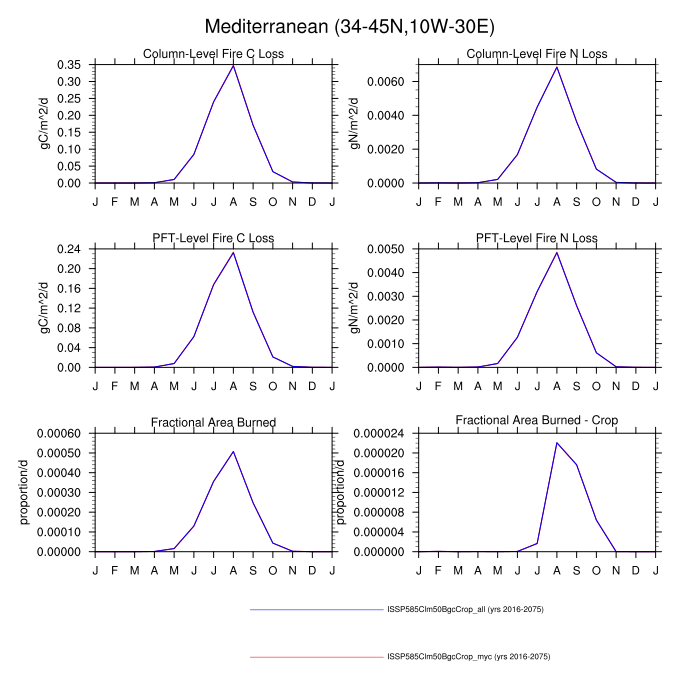 Mediterranean (34-45N,10W-30E)
Column-Level Fire C Loss
gC/m^2/d
0.35
0.30
0.25
0.20
0.15
0.10
0.05
0.00
J F M A M J J A S O N D J
Column-Level Fire N Loss
gN/m^2/d
0.0060
0.0040
0.0020
0.0000
J F M A M J J A S O N D J
PFT-Level Fire C Loss
gC/m^2/d
0.24
0.20
0.16
0.12
0.08
0.04
0.00
J F M A M J J A S O N D J
PFT-Level Fire N Loss
gN/m^2/d
0.0050
0.0040
0.0030
0.0020
0.0010
0.0000
J F M A M J J A S O N D J
Fractional Area Burned
proportion/d
0.00060
0.00050
0.00040
0.00030
0.00020
0.00010
0.00000
J F M A M J J A S O N D J
Fractional Area Burned - Crop
proportion/d
0.000024
0.000020
0.000016
0.000012
0.000008
0.000004
0.000000
J F M A M J J A S O N D J
ISSP585Clm50BgcCrop_all (yrs 2016-2075)
ISSP585Clm50BgcCrop_myc (yrs 2016-2075)